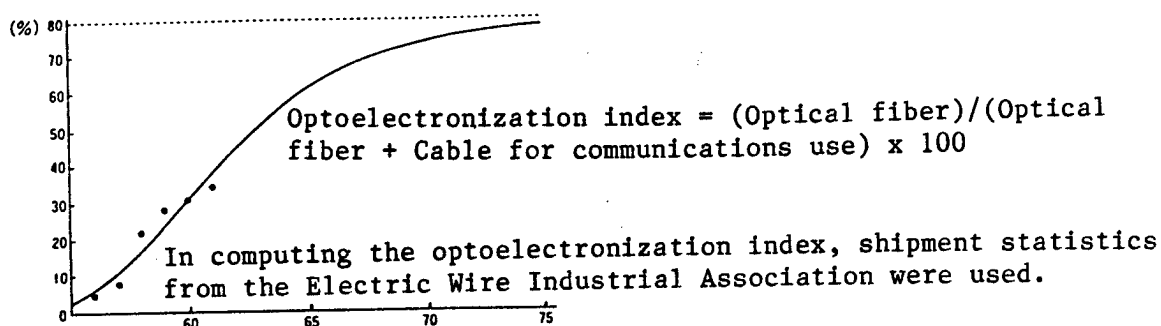 (%) 80
70
60
50
40
30
20
10
0
Optoelectronization index = (Optical fiber)/(Optical
fiber + Cable for communications use) x 100
In computing the optoelectronization index, shipment statistics
from the Electric Wire Industrial Association were used.
60 65 70 75